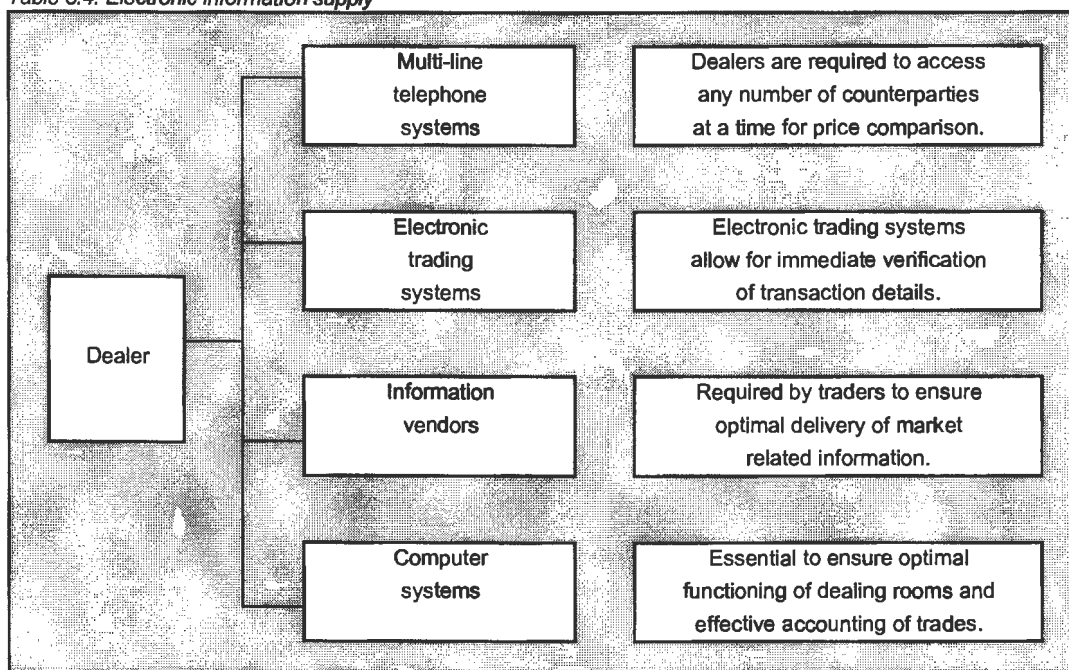 Electronic information supply
Multi-line
telephone
systems
Dealers are required to access
any number of counterparties
at a time for price comparison.
Electronic
trading
systems
Electronic trading systems
allow for immediate verification
of transaction details.
Dealer
Information
vendors
Required by traders to ensure
optimal delivery of market
related information.
Computer
systems
Essential to ensure optimal
functioning of dealing rooms and
effective accounting of trades.